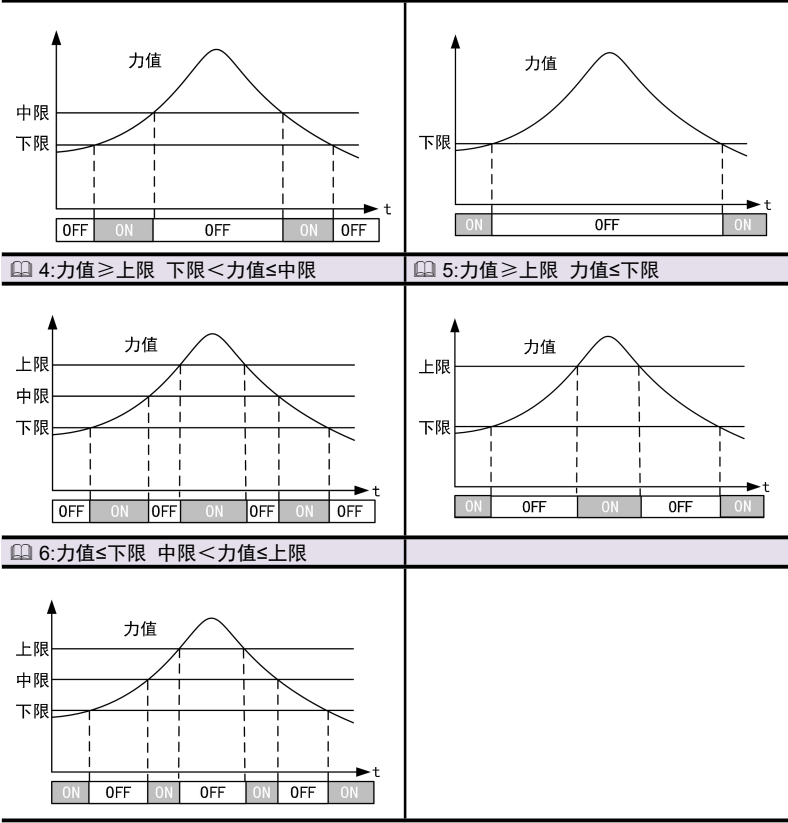 力值
中限
下限
t
OFF ON OFF ON OFF
力值
下限
t
ON OFF ON
4:力值≥上限 下限＜力值≤中限
5:力值≥上限 力值≤下限
力值
上限
中限
下限
t
OFF ON OFF ON OFF ON OFF
力值
上限
下限
t
ON OFF ON OFF ON
6:力值≤下限 中限＜力值≤上限
力值
上限
中限
下限
t
ON OFF ON OFF ON OFF ON